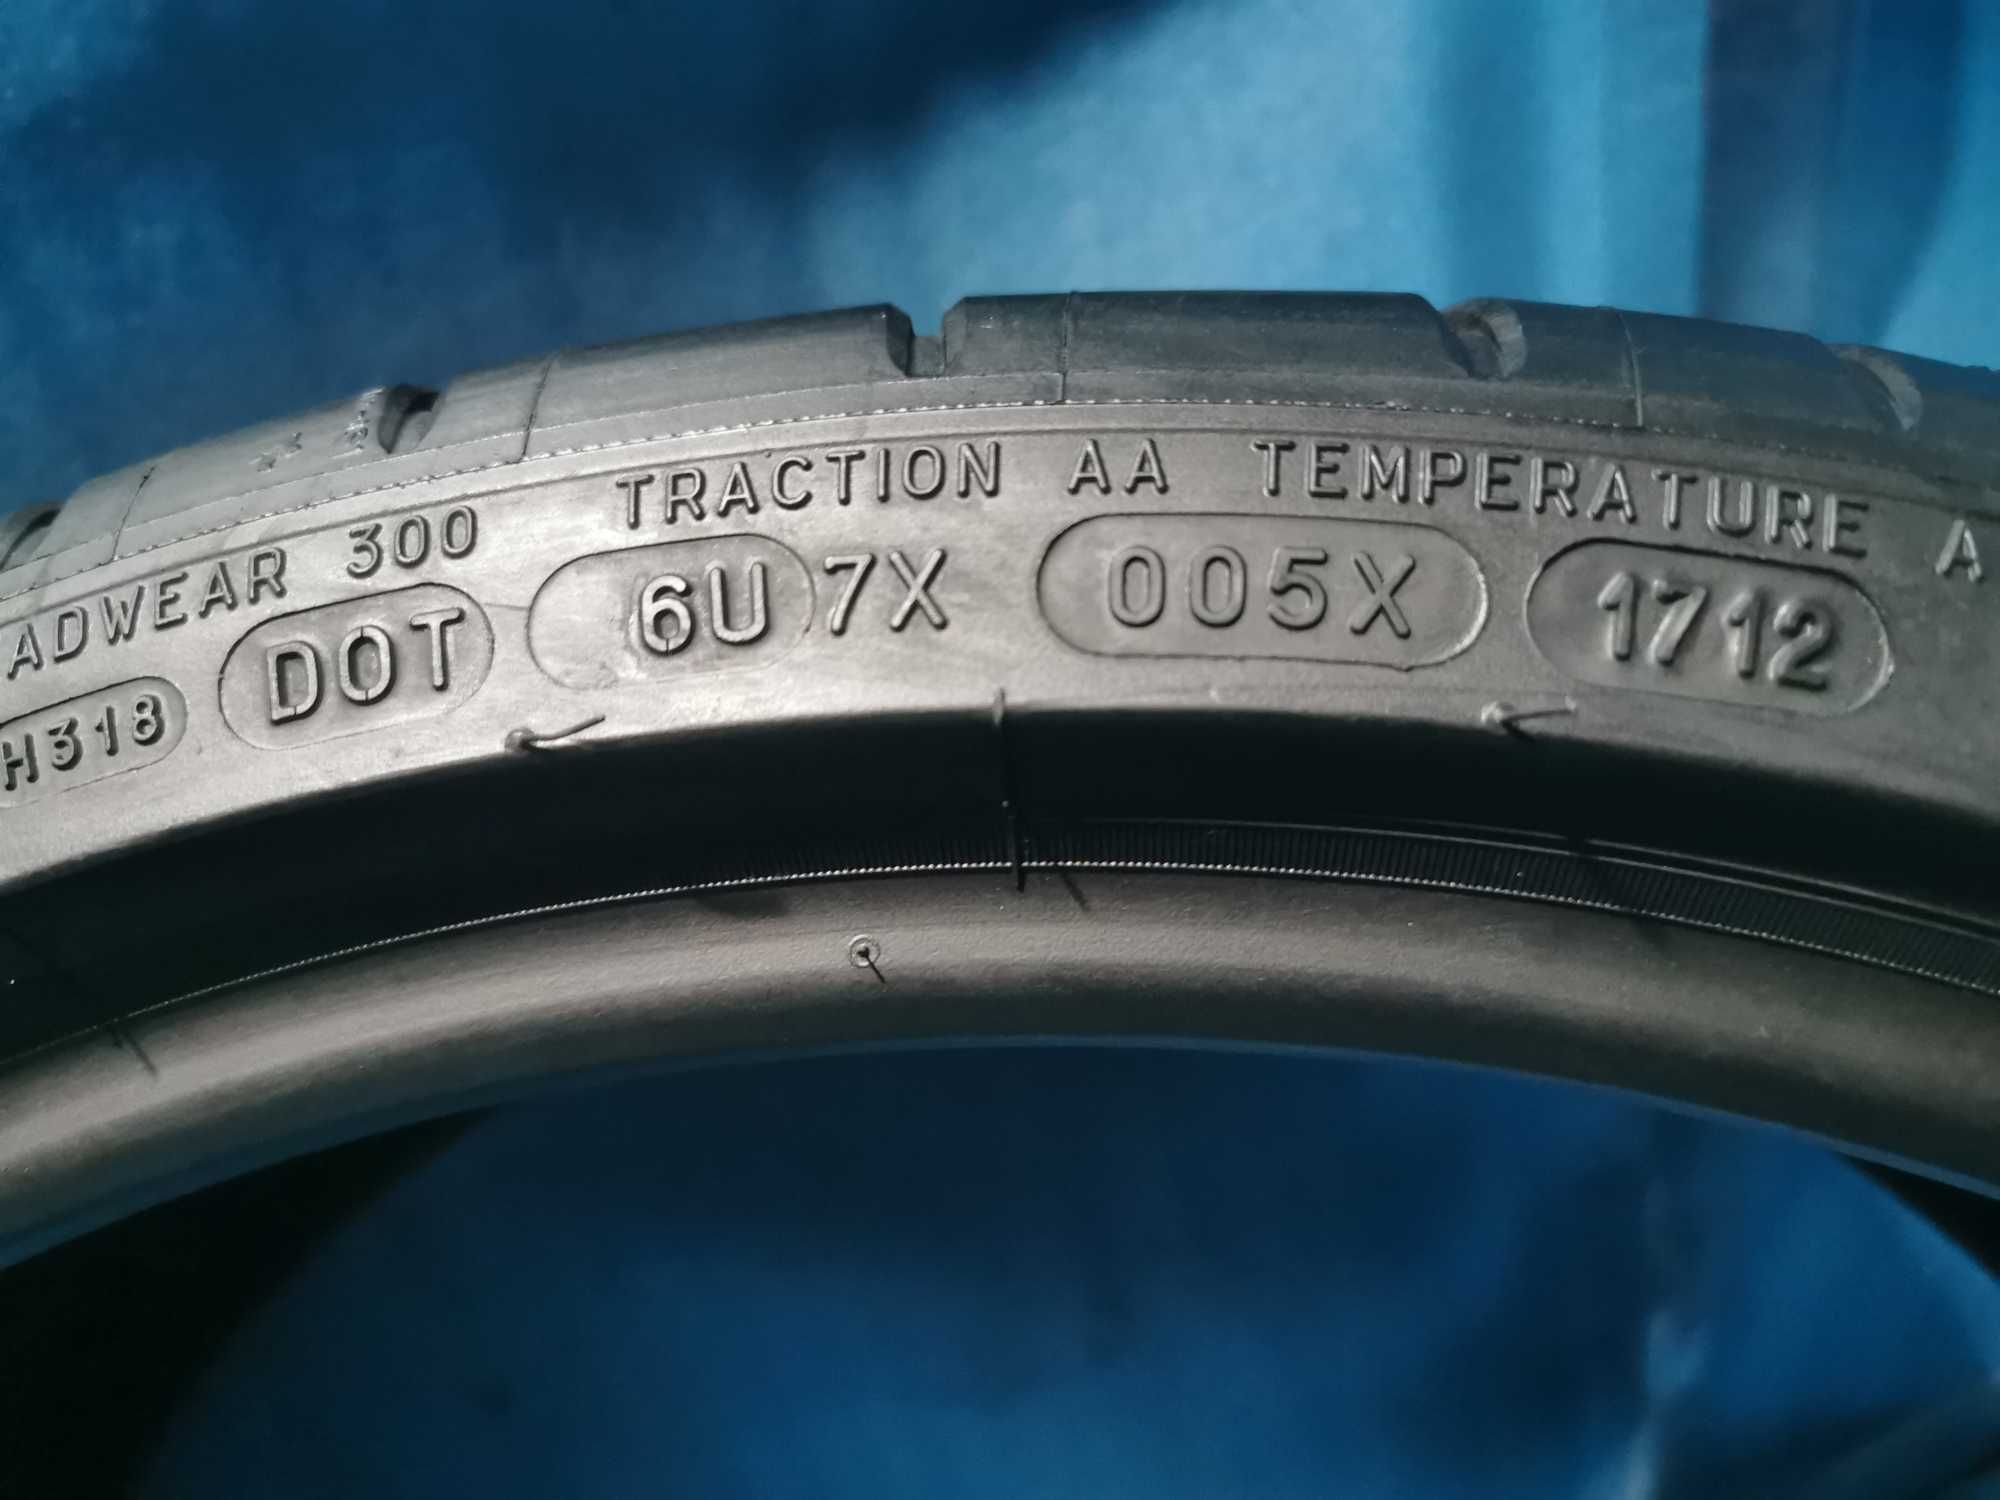 ADWEAR 300 TRACTION AA TEMPERATURE A
H318 DOT 6U 7X 005X 1712